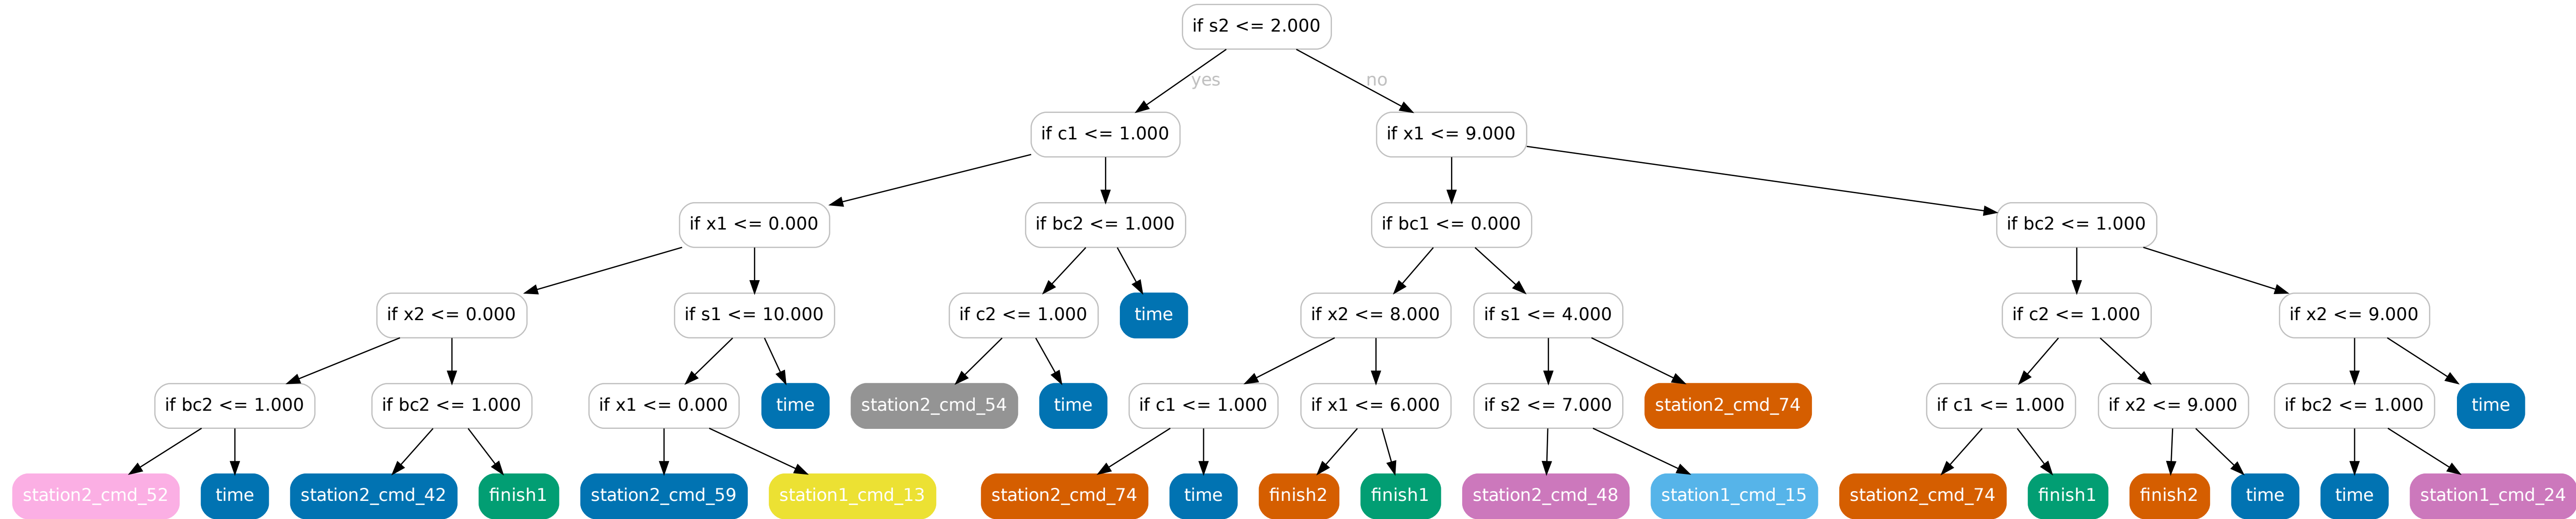 if s2 <= 2.000
yes
no
if c1 <= 1.000
if x1 <= 9.000
if x1 <= 0.000
if bc2 <= 1.000
if bc1 <= 0.000
if bc2 <= 1.000
if x2 <= 0.000
if s1 <= 10.000
if c2 <= 1.000
time
if x2 <= 8.000
if s1 <= 4.000
if c2 <= 1.000
if x2 <= 9.000
if bc2 <= 1.000
if bc2 <= 1.000
if x1 <= 0.000
time
station2_cmd_54
time
if c1 <= 1.000
if x1 <= 6.000
if s2 <= 7.000
station2_cmd_74
if c1 <= 1.000
if x2 <= 9.000
if bc2 <= 1.000
time
station2_cmd_52
time
station2_cmd_42
finish1
station2_cmd_59
station1_cmd_13
station2_cmd_74
time
finish2
finish1
station2_cmd_48
station1_cmd_15
station2_cmd_74
finish1
finish2
time
time
station1_cmd_24